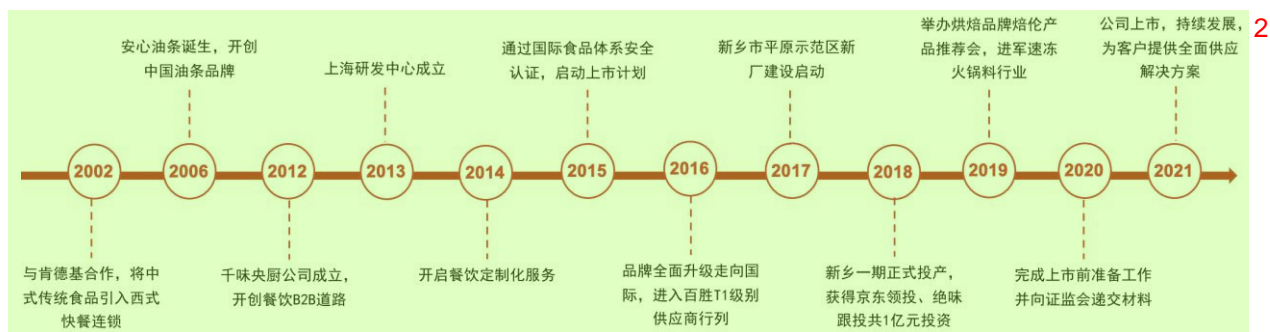 安心油条诞生，开创
中国油条品牌
上海研发中心成立
通过国际食品体系安全
认证，启动上市计划
新乡市平原示范区新
厂建设启动
举办烘焙品牌焙伦产
品推荐会，进军速冻
火锅料行业
公司上市，持续发展，
为客户提供全面供应
解决方案
2
2002
2006
2012
2013
2014
2015
2016
2017
2018
2019
2020
2021
与肯德基合作，将中
式传统食品引入西式
快餐连锁
千味央厨公司成立，
开创餐饮B2B道路
开启餐饮定制化服务
品牌全面升级走向国
际，进入百胜T1级别
供应商行列
新乡一期正式投产，
获得京东领投、绝味
跟投共1亿元投资
完成上市前准备工作
并向证监会递交材料